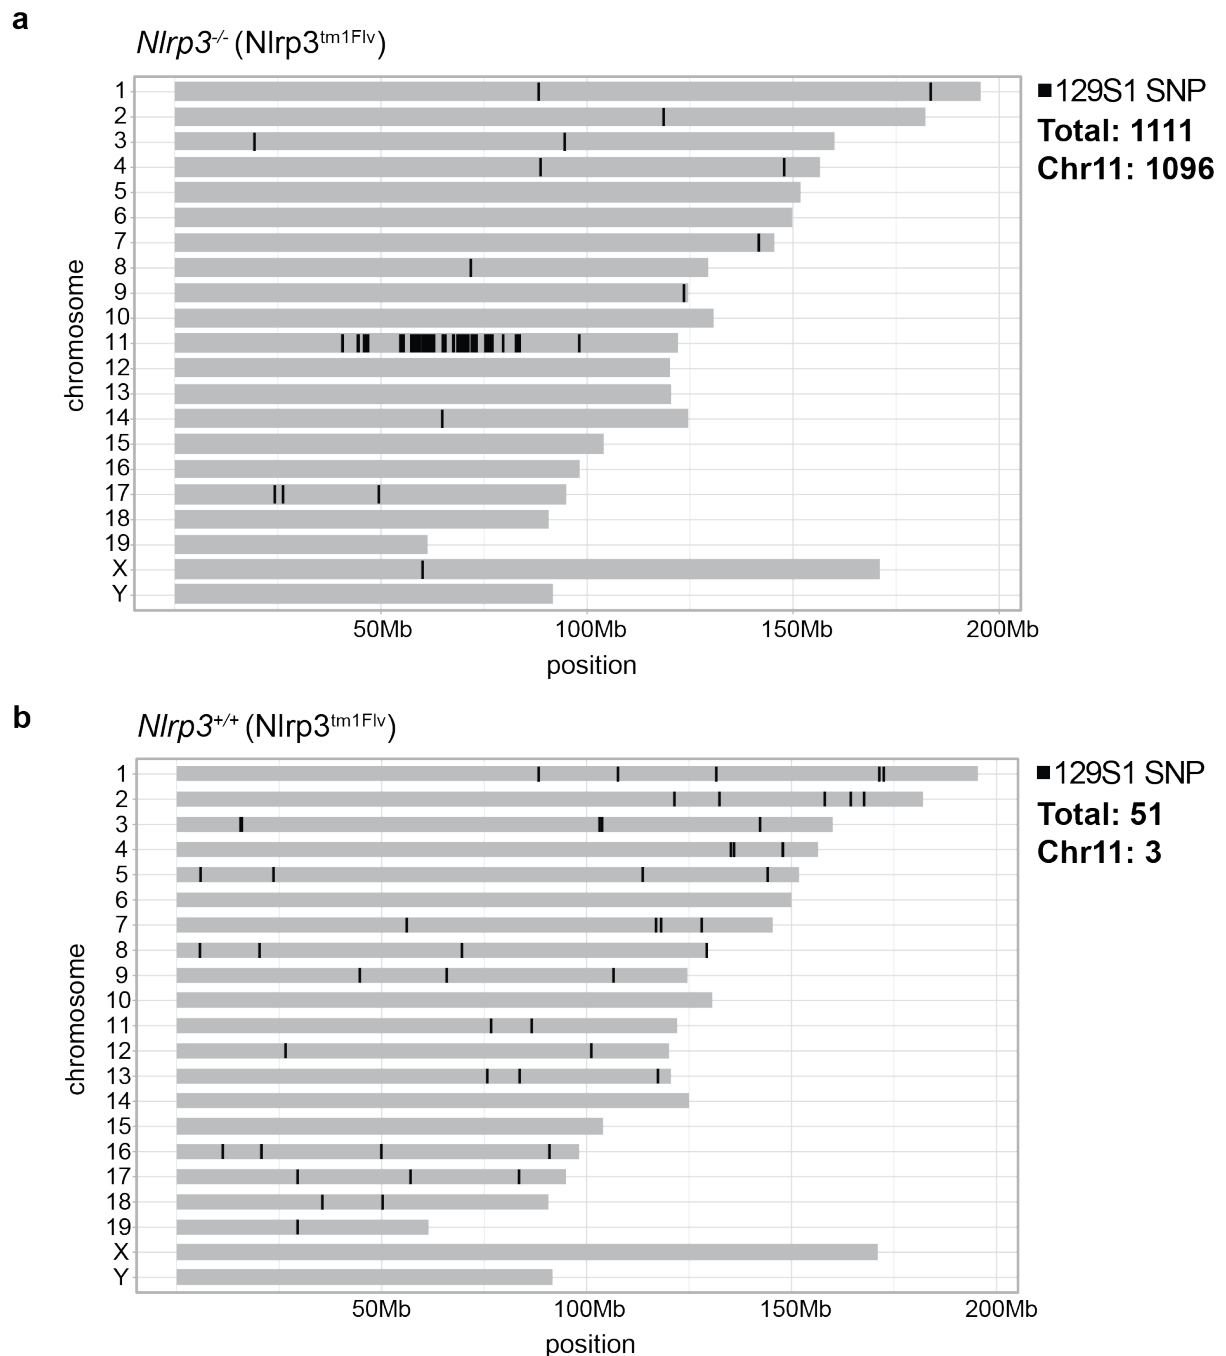 a
Nlrp3-/- (Nlrp3tm1Flv)
1
2
3
4
5
6
7
8
9
10
11
12
13
14
15
16
17
18
19
X
Y
chromosome
50Mb 100Mb 150Mb 200Mb
position
129S1 SNP
Total: 1111
Chr11: 1096
b
Nlrp3+/+ (Nlrp3tm1Flv)
1
2
3
4
5
6
7
8
9
10
11
12
13
14
15
16
17
18
19
X
Y
chromosome
50Mb 100Mb 150Mb 200Mb
position
129S1 SNP
Total: 51
Chr11: 3